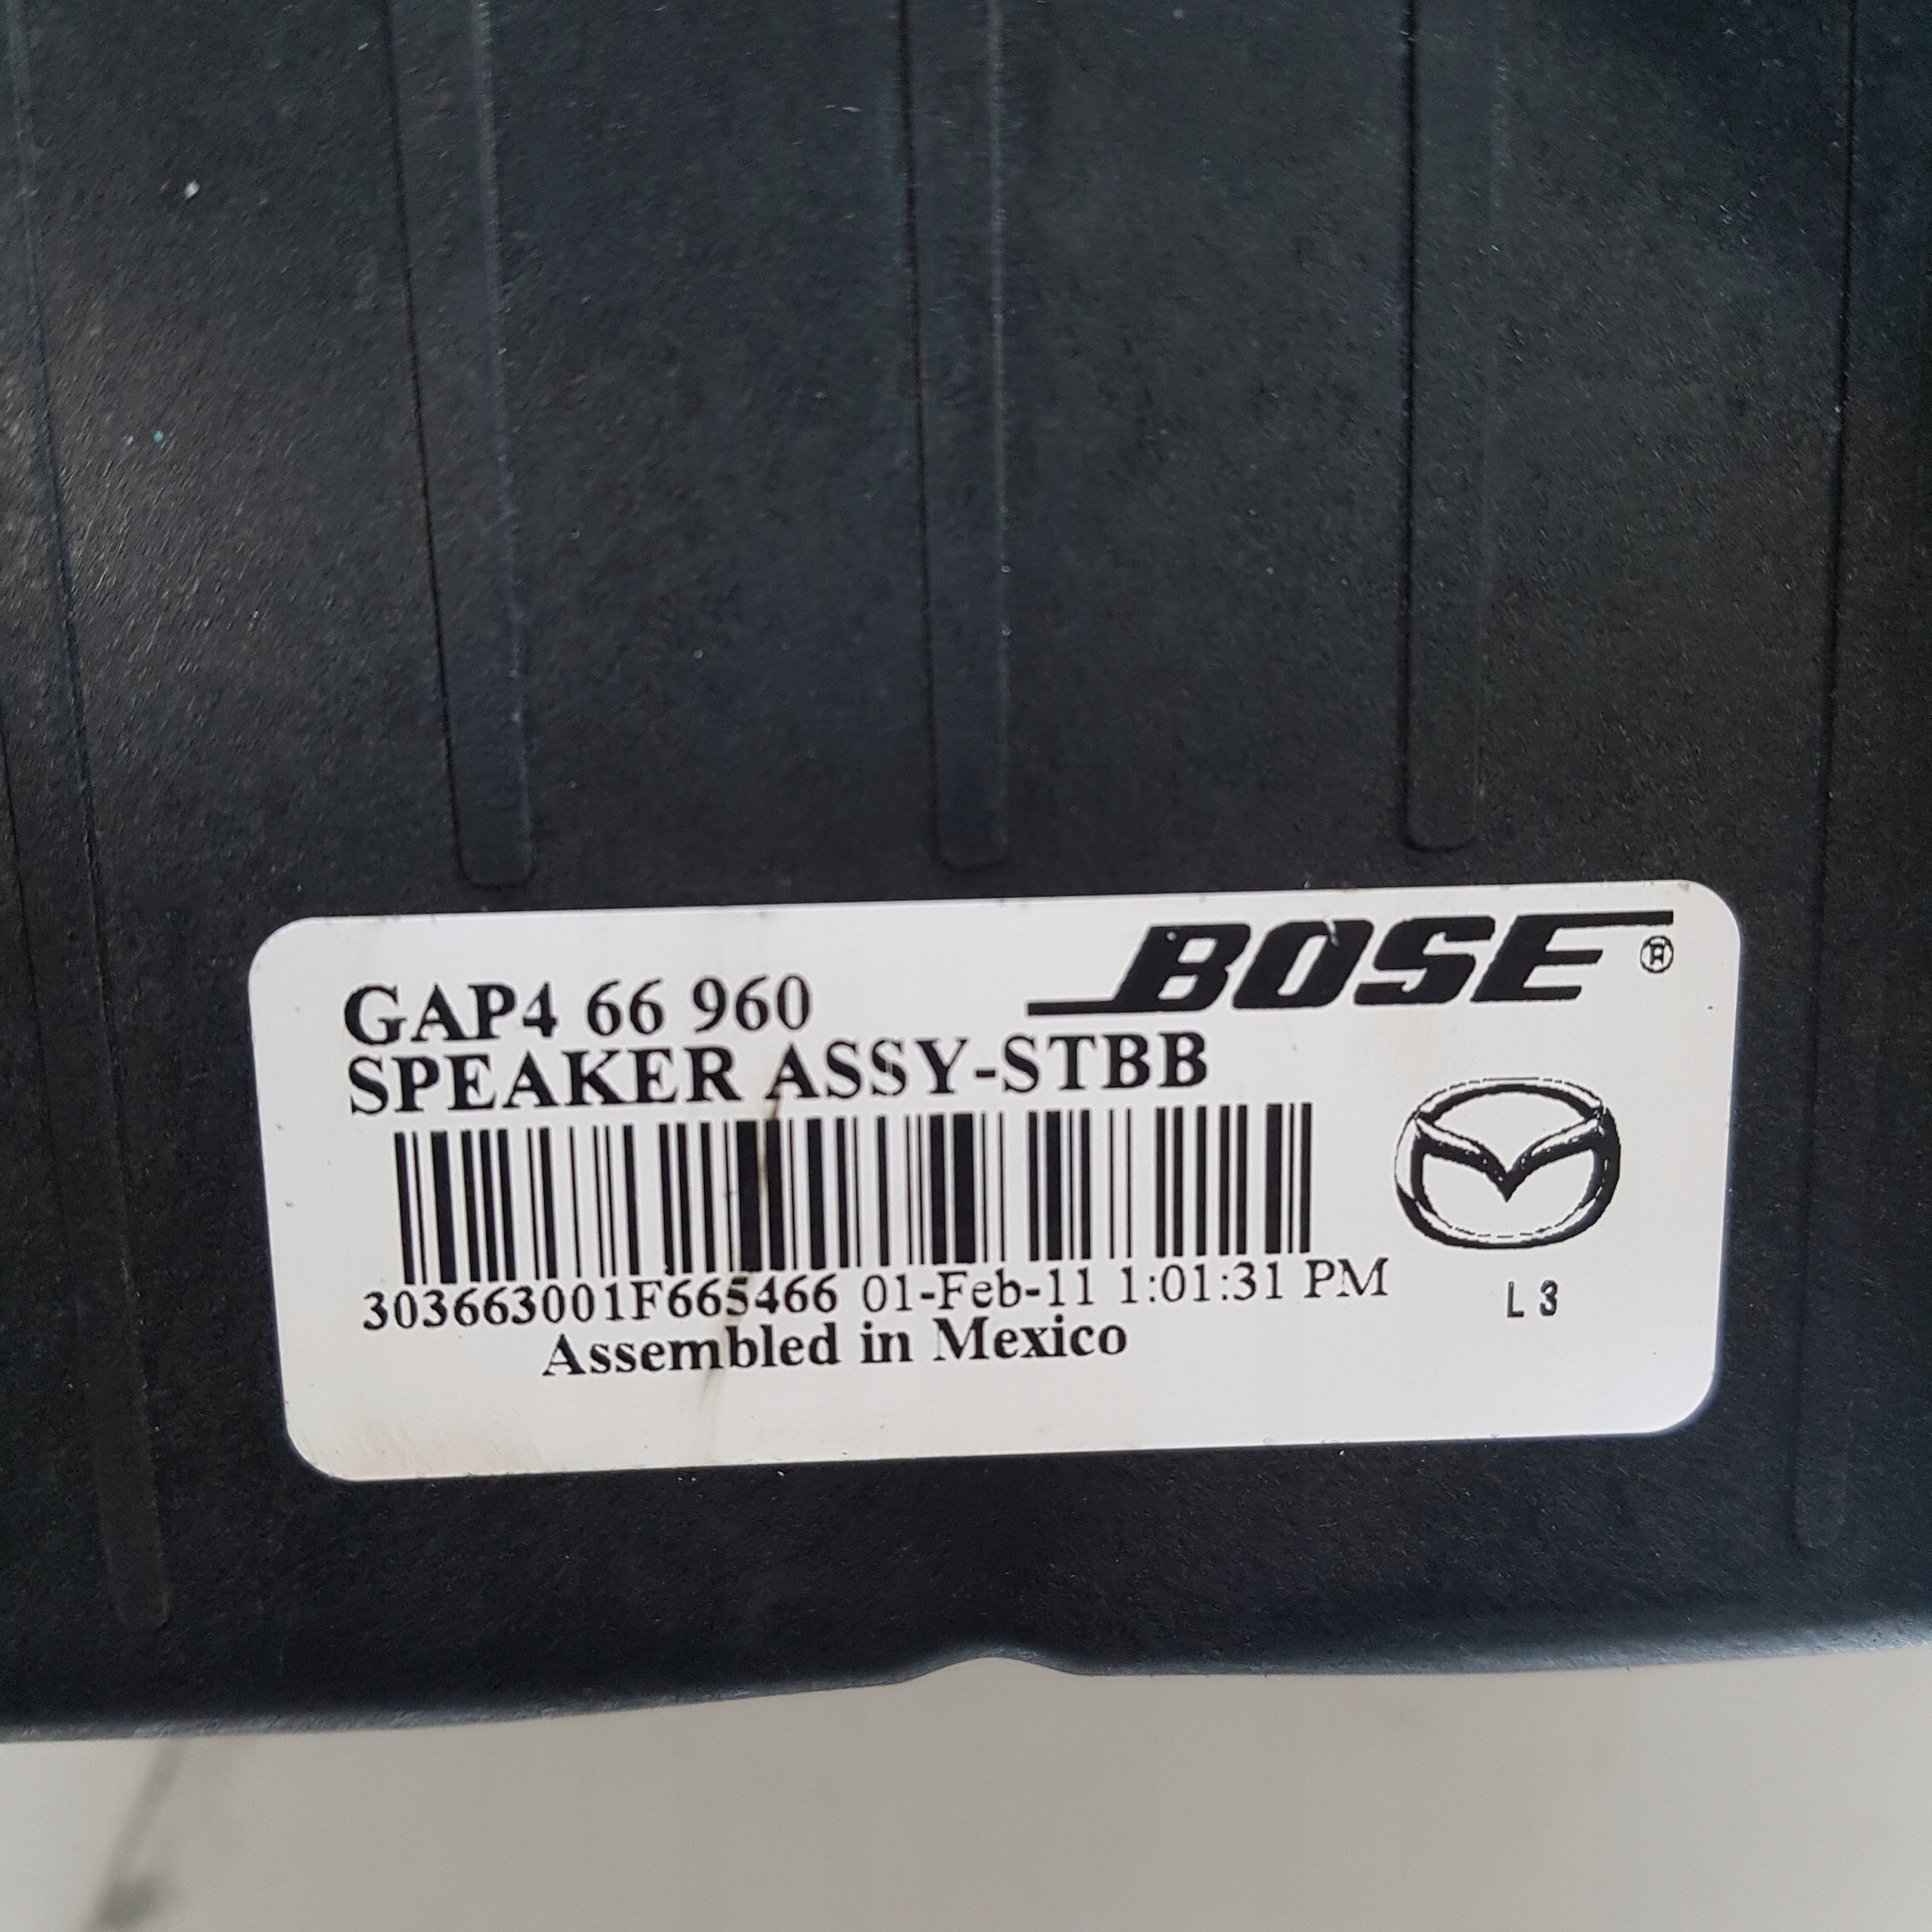 BOSE ®
GAP4 66 960
SPEAKER ASSY-STBB
303663001F665466 01-Feb-11 1:01:31 PM
L 3
Assembled in Mexico